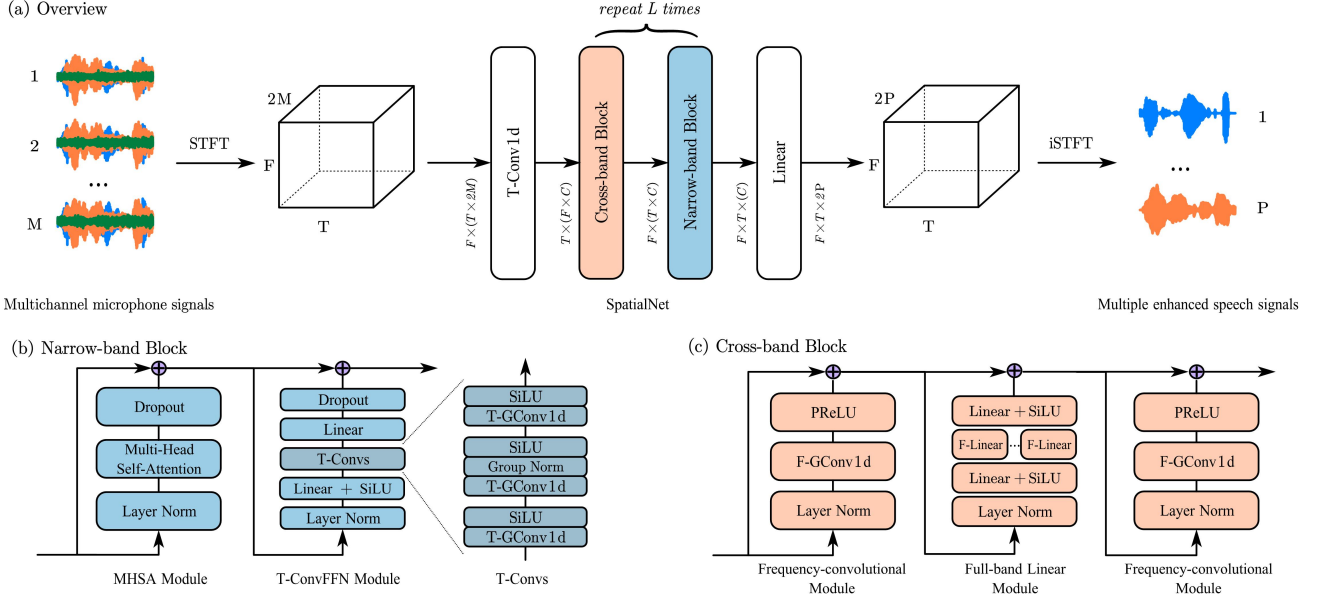 (a) Overview
repeat L times
1
2
...
M
STFT
2M
F
T
F×(T×2M)
T-Conv1d
T×(F×C)
Cross-band Block
F×(T×C)
Narrow-band Block
F×T×(C)
Linear
F×T×2P
2P
F
T
iSTFT
1
...
P
Multichannel microphone signals
SpatialNet
Multiple enhanced speech signals
(b) Narrow-band Block
Dropout
Multi-Head
Self-Attention
Layer Norm
MHSA Module
Dropout
Linear
T-Convs
Linear + SiLU
Layer Norm
T-ConvFFN Module
SiLU
T-GConv1d
SiLU
Group Norm
T-GConv1d
SiLU
T-GConv1d
T-Convs
(c) Cross-band Block
PReLU
F-GConv1d
Layer Norm
Frequency-convolutional
Module
Linear + SiLU
F-Linear ... F-Linear
Linear + SiLU
Layer Norm
Full-band Linear
Module
PReLU
F-GConv1d
Layer Norm
Frequency-convolutional
Module